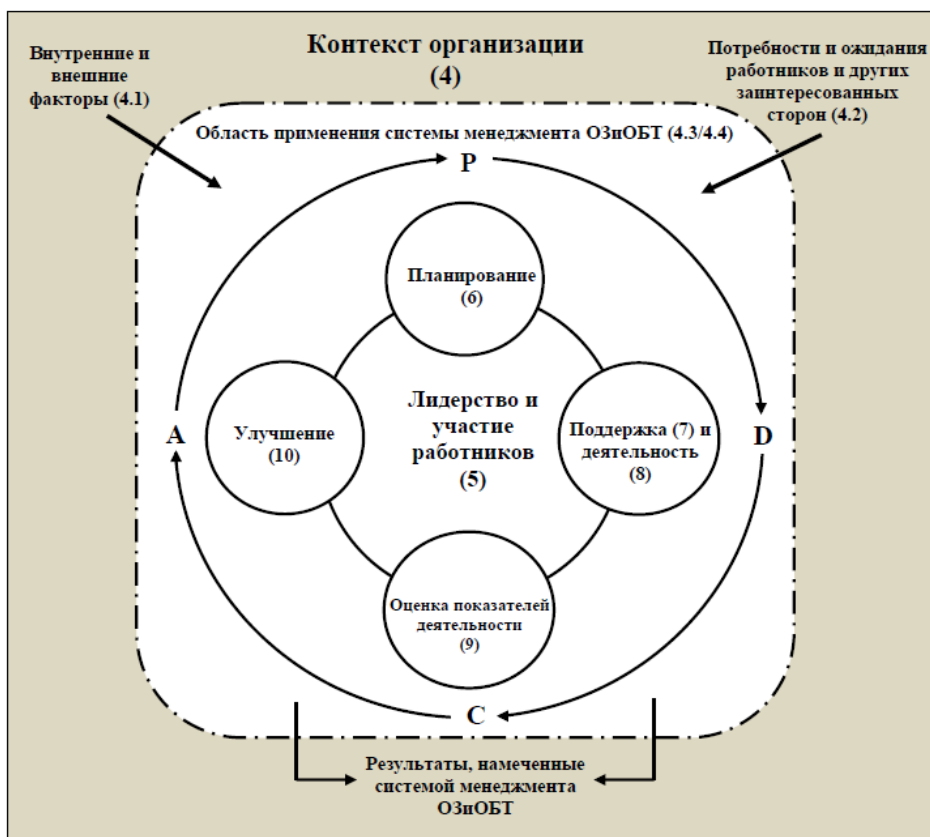 Контекст организации
(4)
Внутренние и
внешние
факторы (4.1)
Потребности и ожидания
работников и других
заинтересованных
сторон (4.2)
Область применения системы менеджмента ОЗиОБТ (4.3/4.4)
P
Планирование
(6)
A
Улучшение
(10)
Лидерство и
участие
работников
(5)
Поддержка (7) и
деятельность
(8)
D
Оценка показателей
деятельности
(9)
C
Результаты, намеченные
системой менеджмента
ОЗиОБТ